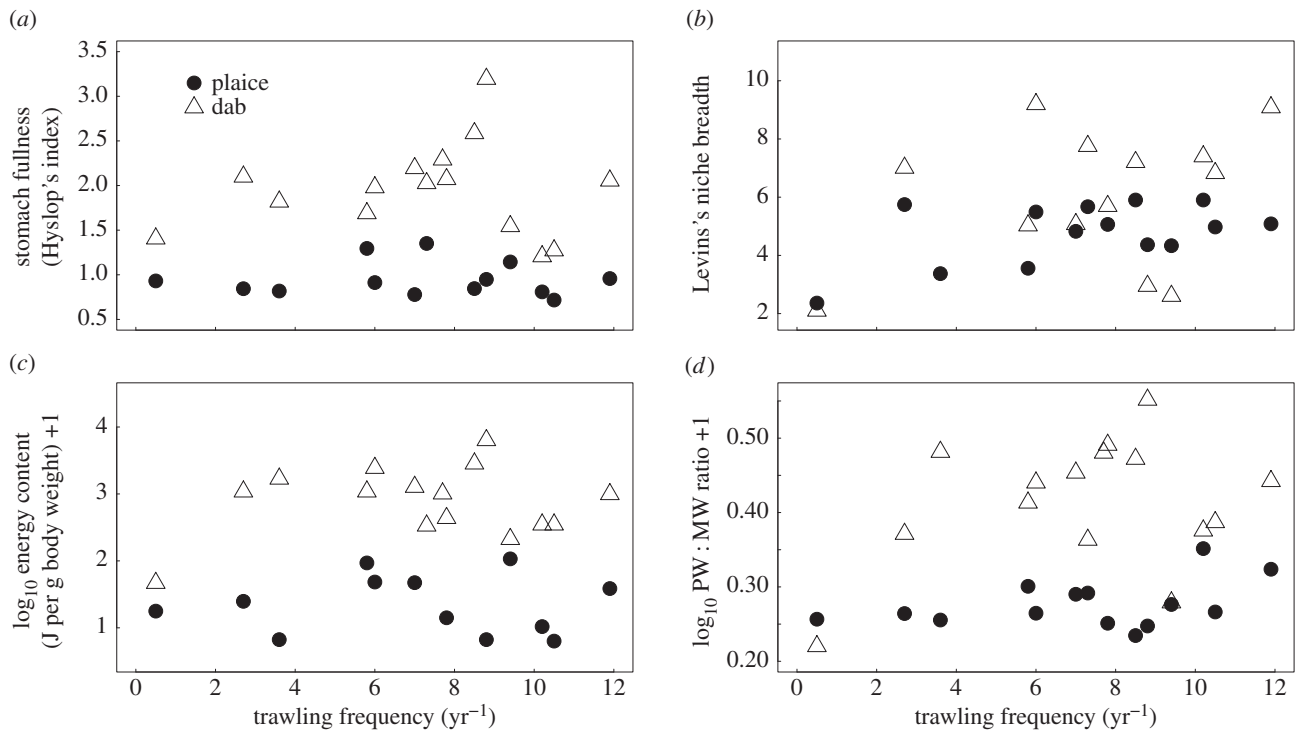 (a)
stomach fullness
(Hyslop's index)
3.5
3.0
2.5
2.0
1.5
1.0
0.5
plaice
dab
(b)
Levins's niche breadth
10
8
6
4
2
(c)
log10 energy content
(J per g body weight) +1
4
3
2
1
0 2 4 6 8 10 12
trawling frequency (yr−1)
(d)
log10 PW : MW ratio +1
0.50
0.40
0.30
0.20
0 2 4 6 8 10 12
trawling frequency (yr−1)